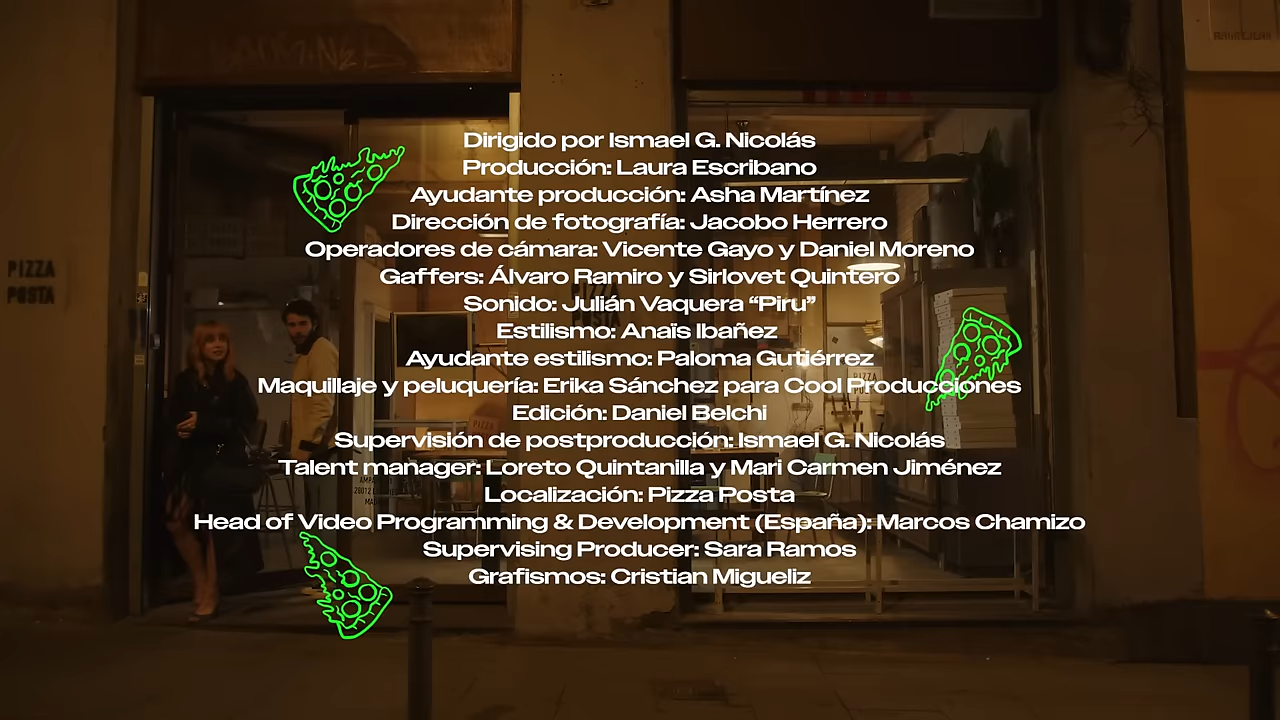 Dirigido por Ismael G. Nicolás
Producción: Laura Escribano
Ayudante producción: Asha Martínez
Dirección de fotografía: Jacobo Herrero
Operadores de cámara: Vicente Gayo y Daniel Moreno
Gaffers: Álvaro Ramiro y Sirlovet Quintero
Sonido: Julián Vaquera “Piru”
Estilismo: Anaïs Ibañez
Ayudante estilismo: Paloma Gutiérrez
Maquillaje y peluquería: Erika Sánchez para Cool Producciones
Edición: Daniel Belchi
Supervisión de postproducción: Ismael G. Nicolás
Talent manager: Loreto Quintanilla y Mari Carmen Jiménez
Localización: Pizza Posta
Head of Video Programming & Development (España): Marcos Chamizo
Supervising Producer: Sara Ramos
Grafismos: Cristian Migueliz
PIZZA
POSTA
PIZZA